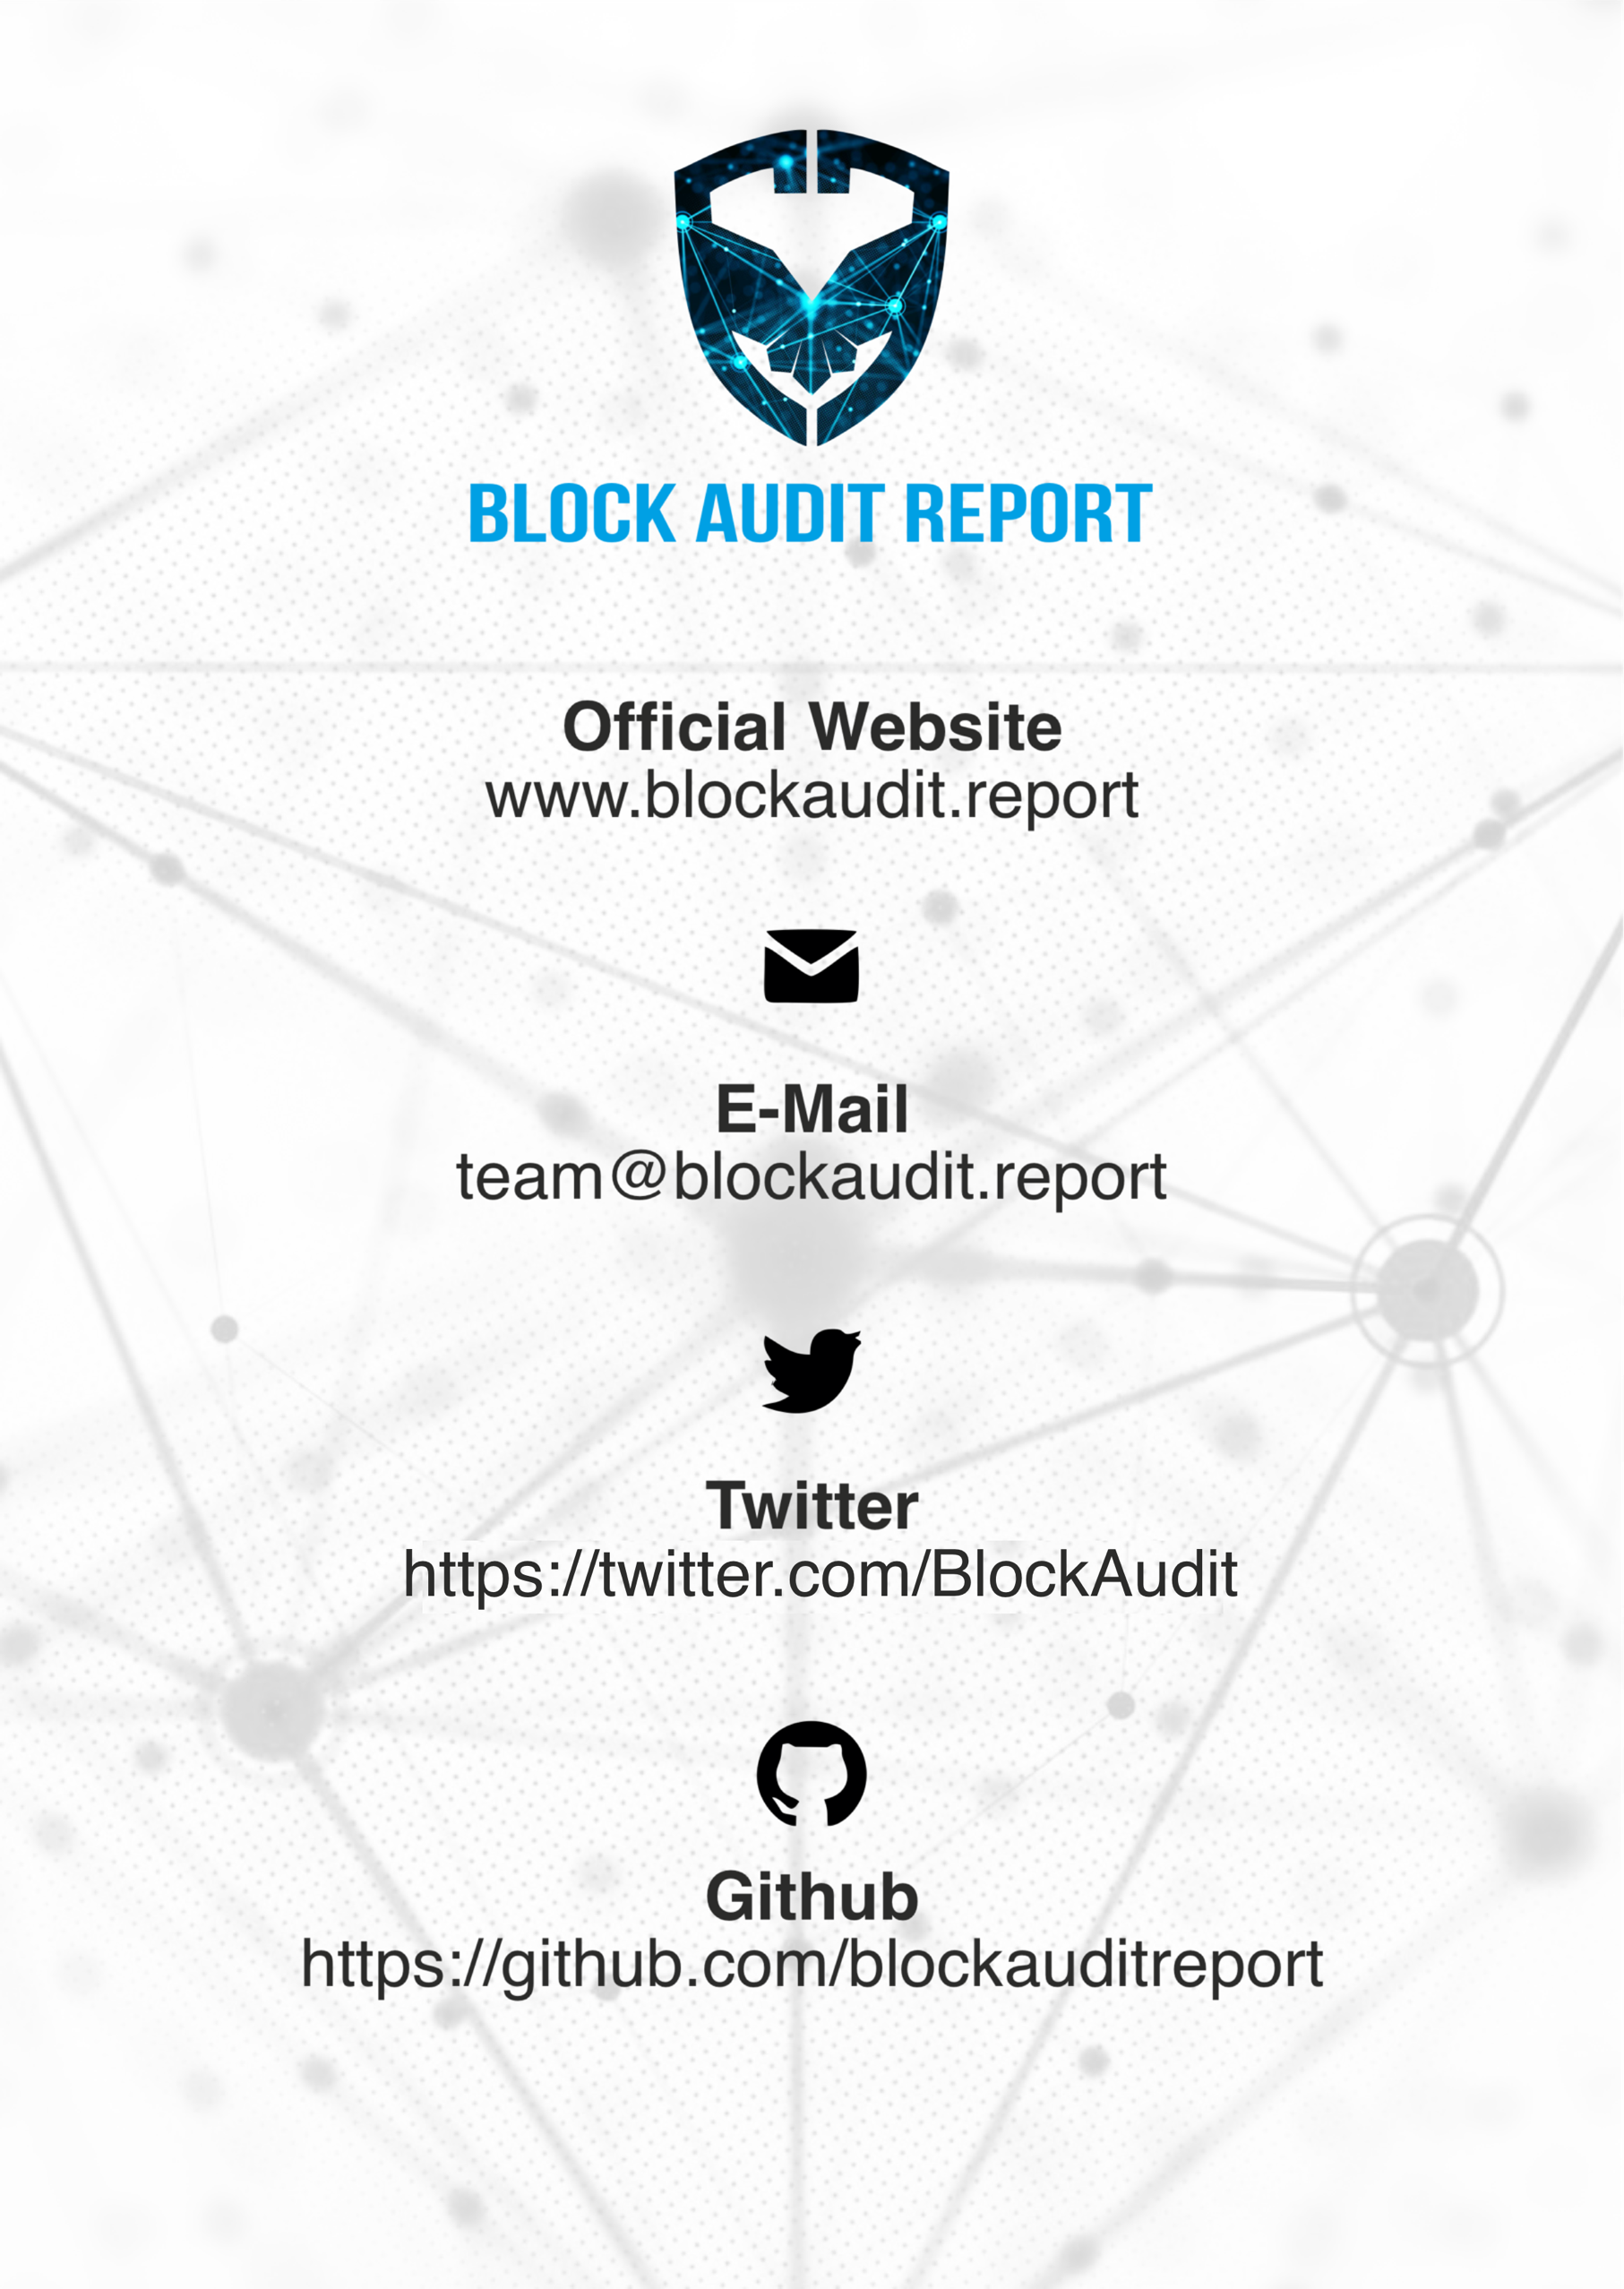 BLOCK AUDIT REPORT
Official Website
www.blockaudit.report
E-Mail
team@blockaudit.report
Twitter
https://twitter.com/BlockAudit
Github
https://github.com/blockauditreport